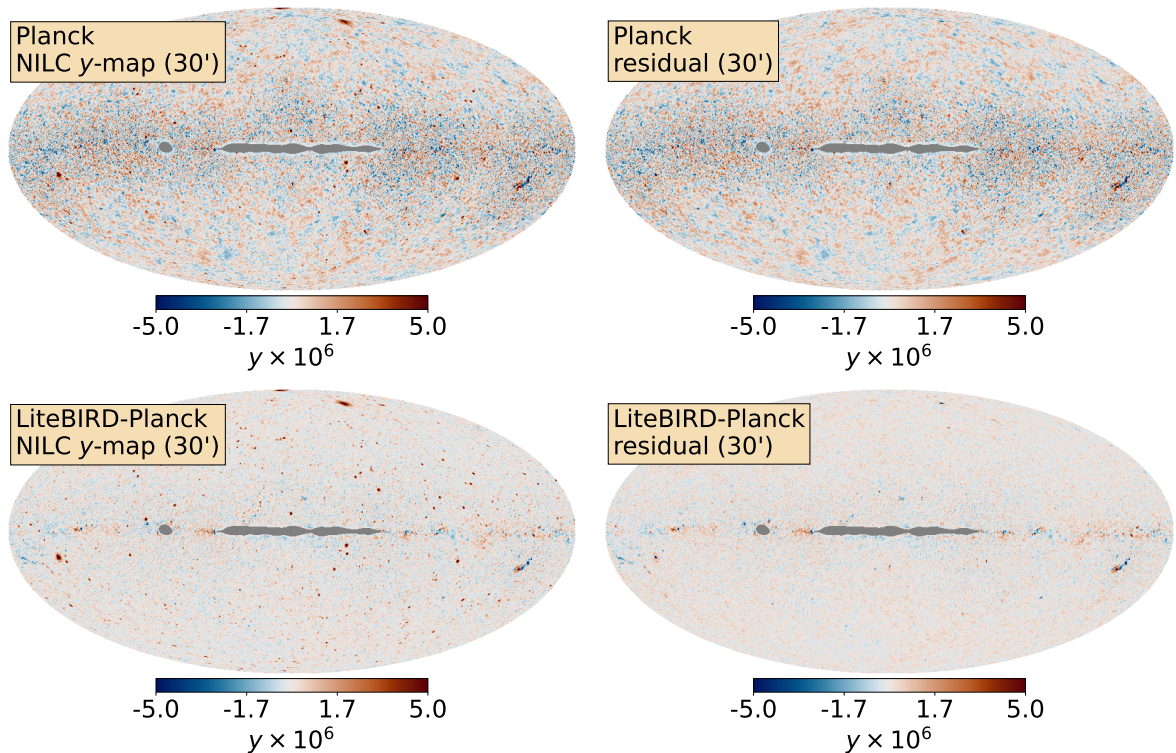 Planck
NILC y-map (30')
-5.0 -1.7 1.7 5.0
y × 10⁶
Planck
residual (30')
-5.0 -1.7 1.7 5.0
y × 10⁶
LiteBIRD-Planck
NILC y-map (30')
-5.0 -1.7 1.7 5.0
y × 10⁶
LiteBIRD-Planck
residual (30')
-5.0 -1.7 1.7 5.0
y × 10⁶